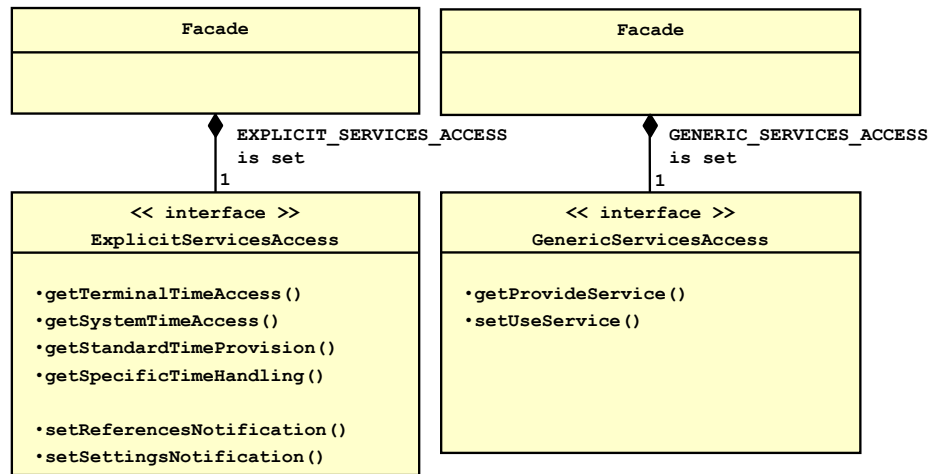 Facade
EXPLICIT_SERVICES_ACCESS
is set
1
<< interface >>
ExplicitServicesAccess
•getTerminalTimeAccess()
•getSystemTimeAccess()
•getStandardTimeProvision()
•getSpecificTimeHandling()
•setReferencesNotification()
•setSettingsNotification()
Facade
GENERIC_SERVICES_ACCESS
is set
1
<< interface >>
GenericServicesAccess
•getProvideService()
•setUseService()